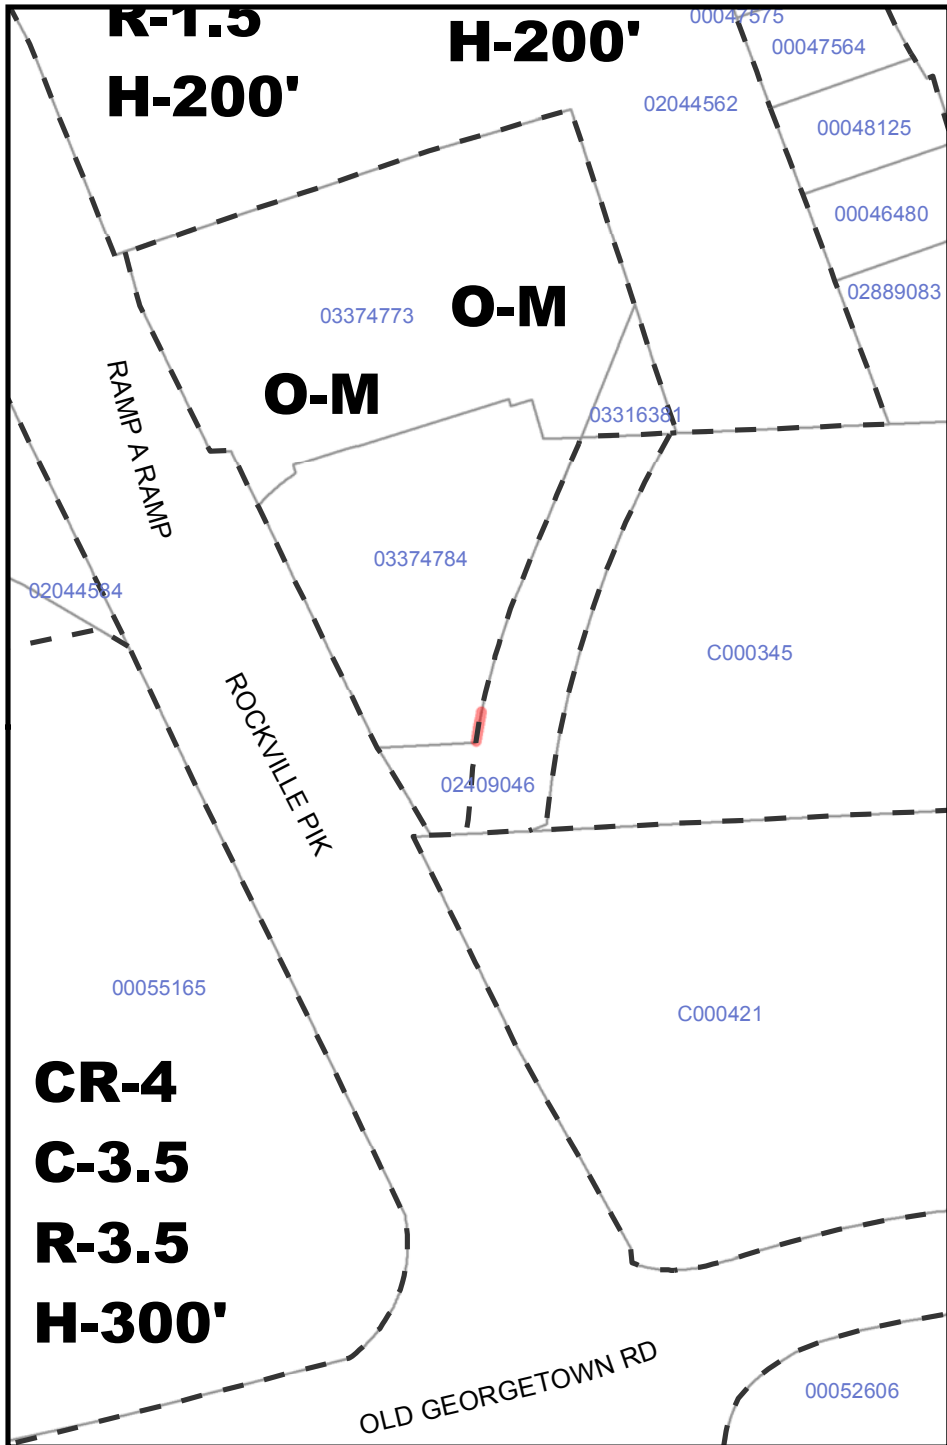 R-1.5
H-200'
H-200'
00047575
00047564
02044562
00048125
00046480
02889083
03374773
O-M
O-M
03316381
RAMP A RAMP
03374784
02044534
C000345
ROCKVILLE PIK
02409046
00055165
C000421
CR-4
C-3.5
R-3.5
H-300'
OLD GEORGETOWN RD
00052606